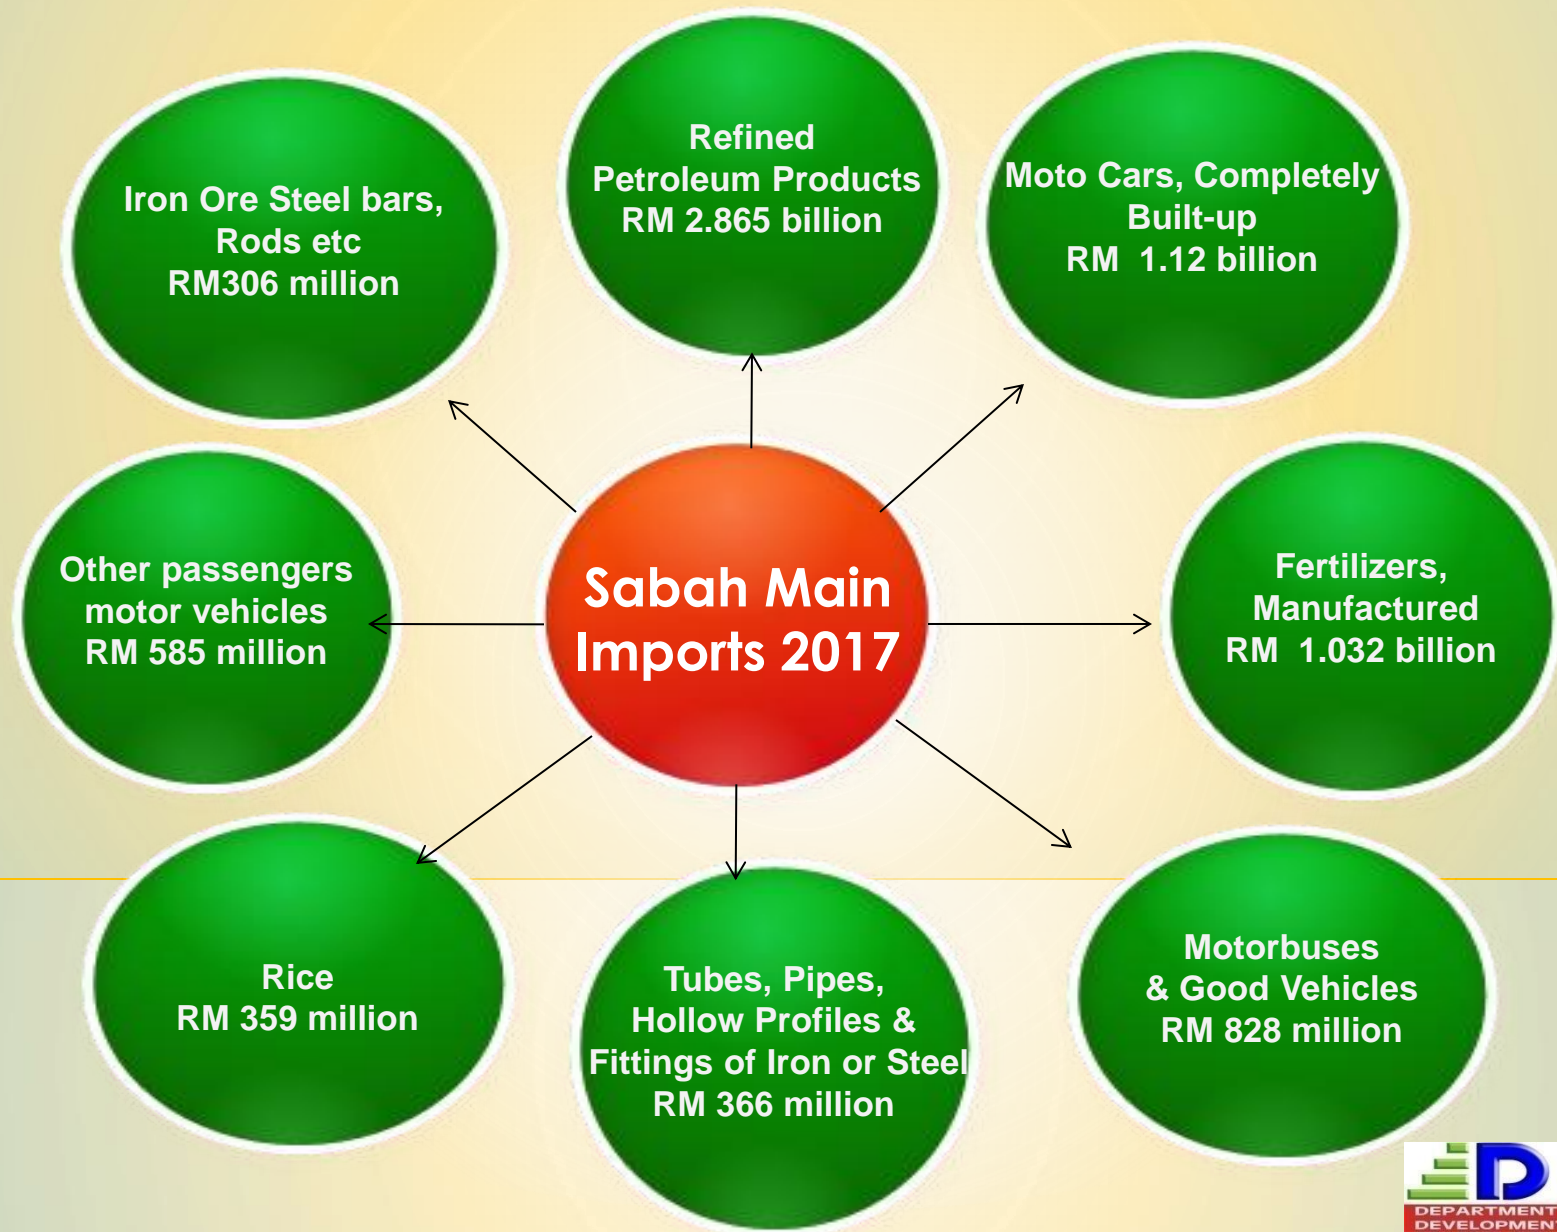 Refined
Petroleum Products
RM 2.865 billion
Moto Cars, Completely
Built-up
RM  1.12 billion
Iron Ore Steel bars,
Rods etc
RM306 million
Sabah Main
Imports 2017
Other passengers
motor vehicles
RM 585 million
Fertilizers,
Manufactured
RM  1.032 billion
Rice
RM 359 million
Tubes, Pipes,
Hollow Profiles &
Fittings of Iron or Steel
RM 366 million
Motorbuses
& Good Vehicles
RM 828 million
D
DEPARTMENT
DEVELOPMEN